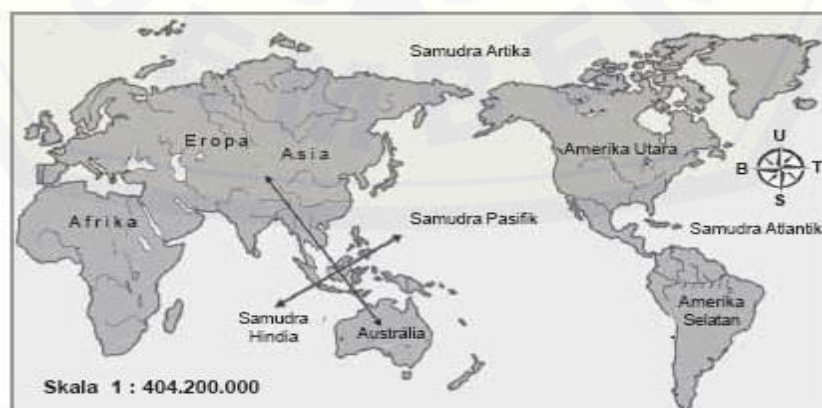 Samudra Artika
Eropa
Asia
Amerika Utara
U
B
T
S
Afrika
Samudra Pasifik
Samudra Atlantik
Samudra
Hindia
Australia
Amerika
Selatan
Skala 1 : 404.200.000